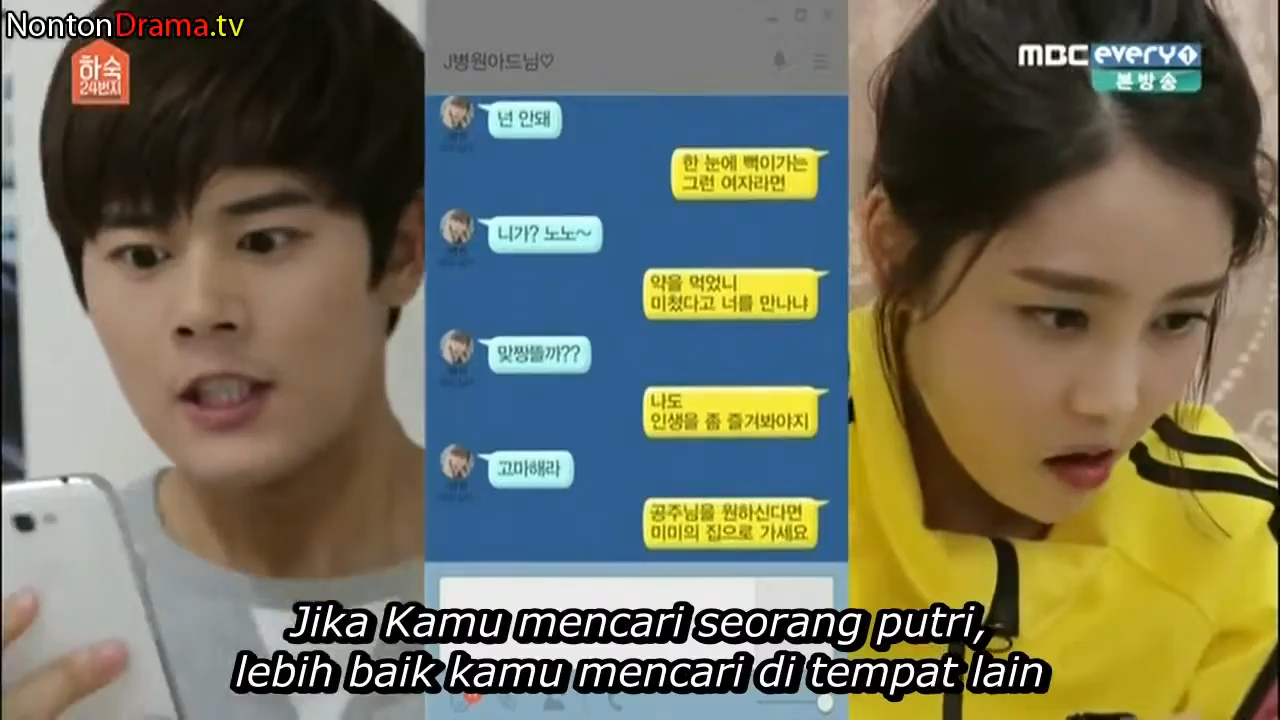 NontonDrama.tv
하숙
24번지
MBC every1
본방송
J병원아드님♡
넌 안돼
한 눈에 뻑이가는
그런 여자라면
니가? 노노~
약을 먹었니
미쳤다고 너를 만나냐
맞짱뜰까??
나도
인생을 좀 즐겨봐야지
고마해라
공주님을 원하신다면
미미의 집으로 가세요
Jika Kamu mencari seorang putri,
lebih baik kamu mencari di tempat lain